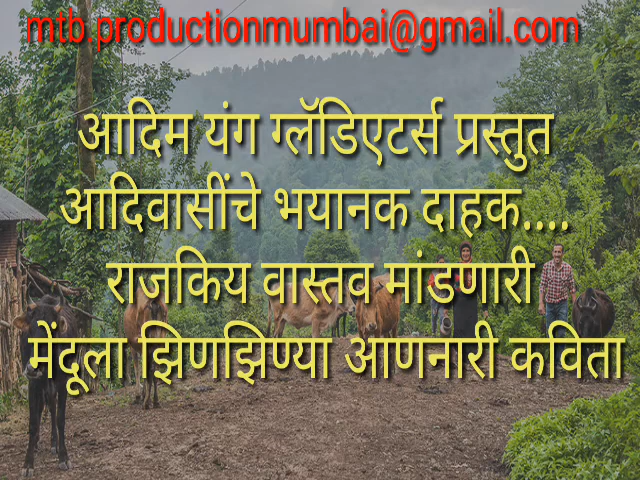 mtb.productionmumbai@gmail.com
आदिम यंग ग्लॅडिएटर्स प्रस्तुत
आदिवासींचे भयानक दाहक....
राजकिय वास्तव मांडणारी
मेंदूला झिणझिण्या आणनारी कविता